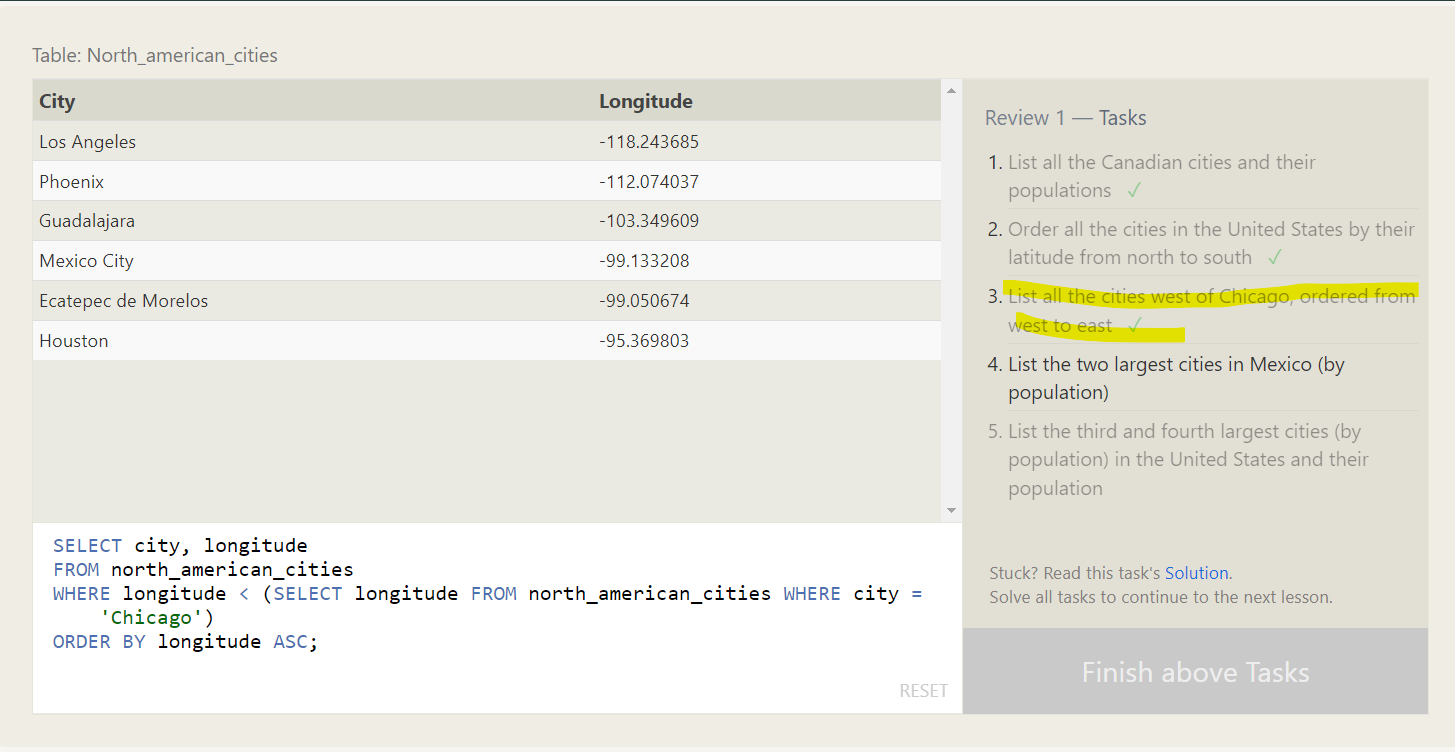 Table: North_american_cities
City Longitude
Los Angeles -118.243685
Phoenix -112.074037
Guadalajara -103.349609
Mexico City -99.133208
Ecatepec de Morelos -99.050674
Houston -95.369803
SELECT city, longitude
FROM north_american_cities
WHERE longitude < (SELECT longitude FROM north_american_cities WHERE city =
'Chicago')
ORDER BY longitude ASC;
RESET
Review 1 — Tasks
1. List all the Canadian cities and their
populations ✓
2. Order all the cities in the United States by their
latitude from north to south ✓
3. List all the cities west of Chicago, ordered from
west to east ✓
4. List the two largest cities in Mexico (by
population)
5. List the third and fourth largest cities (by
population) in the United States and their
population
Stuck? Read this task's Solution.
Solve all tasks to continue to the next lesson.
Finish above Tasks